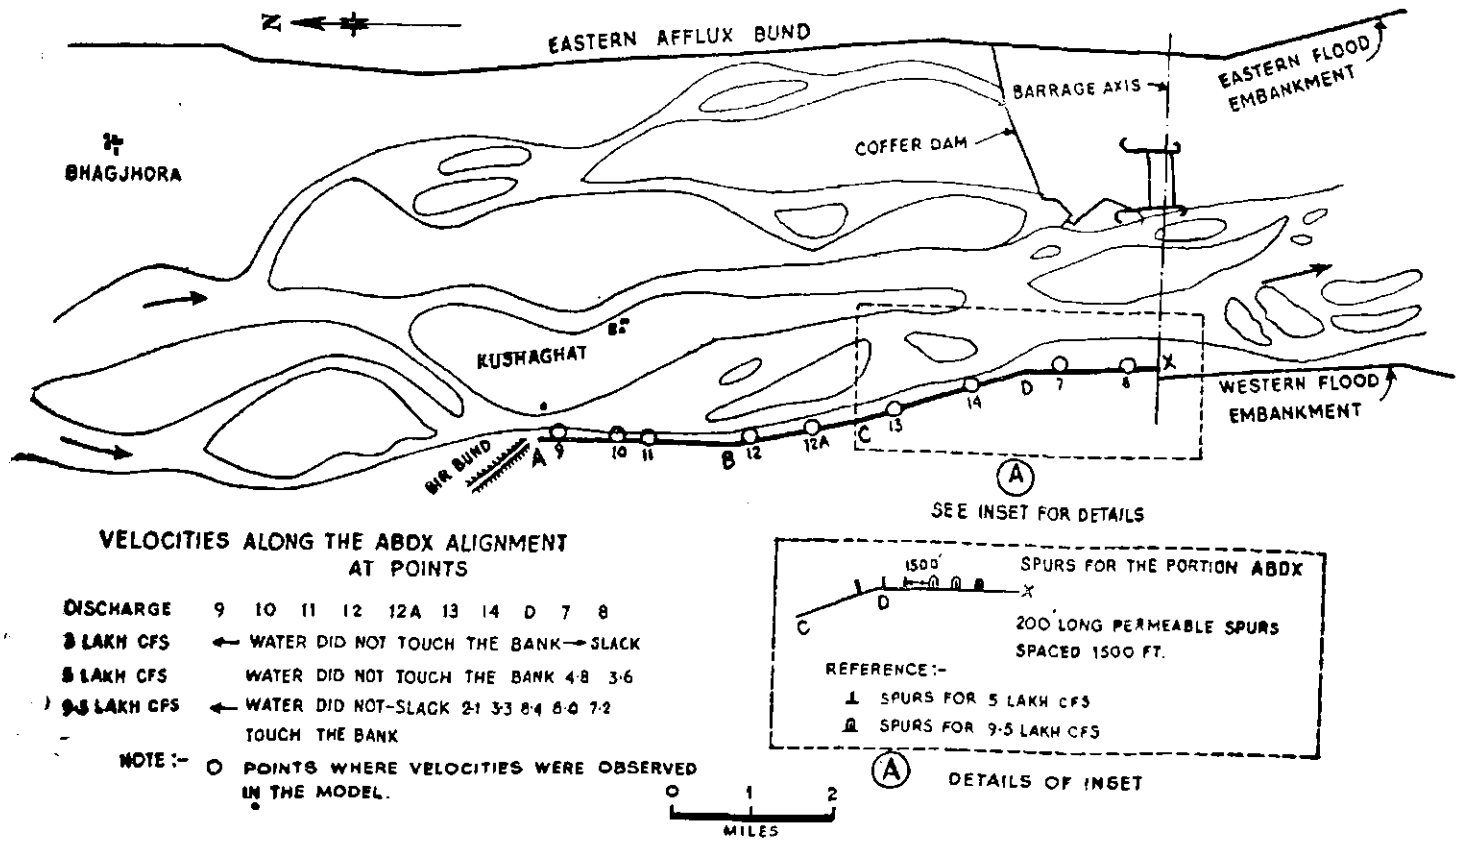 N
EASTERN AFFLUX BUND
EASTERN FLOOD
EMBANKMENT
BARRAGE AXIS
COFFER DAM
BHAGJHORA
KUSHAGHAT
BIR BUND
A 9 10 11 B 12 12A C 13 14 D 7 8 X
WESTERN FLOOD
EMBANKMENT
A
SEE INSET FOR DETAILS
VELOCITIES ALONG THE ABDX ALIGNMENT
AT POINTS
DISCHARGE 9 10 11 12 12A 13 14 D 7 8
3 LAKH CFS ← WATER DID NOT TOUCH THE BANK → SLACK
5 LAKH CFS WATER DID NOT TOUCH THE BANK 4·8 3·6
9·5 LAKH CFS ← WATER DID NOT-SLACK 2·1 3·3 8·4 8·0 7·2
TOUCH THE BANK
NOTE :- O POINTS WHERE VELOCITIES WERE OBSERVED
IN THE MODEL.
1500'
SPURS FOR THE PORTION ABDX
C D X
200' LONG PERMEABLE SPURS
SPACED 1500 FT.
REFERENCE :-
SPURS FOR 5 LAKH CFS
SPURS FOR 9·5 LAKH CFS
A
DETAILS OF INSET
0 1 2
MILES